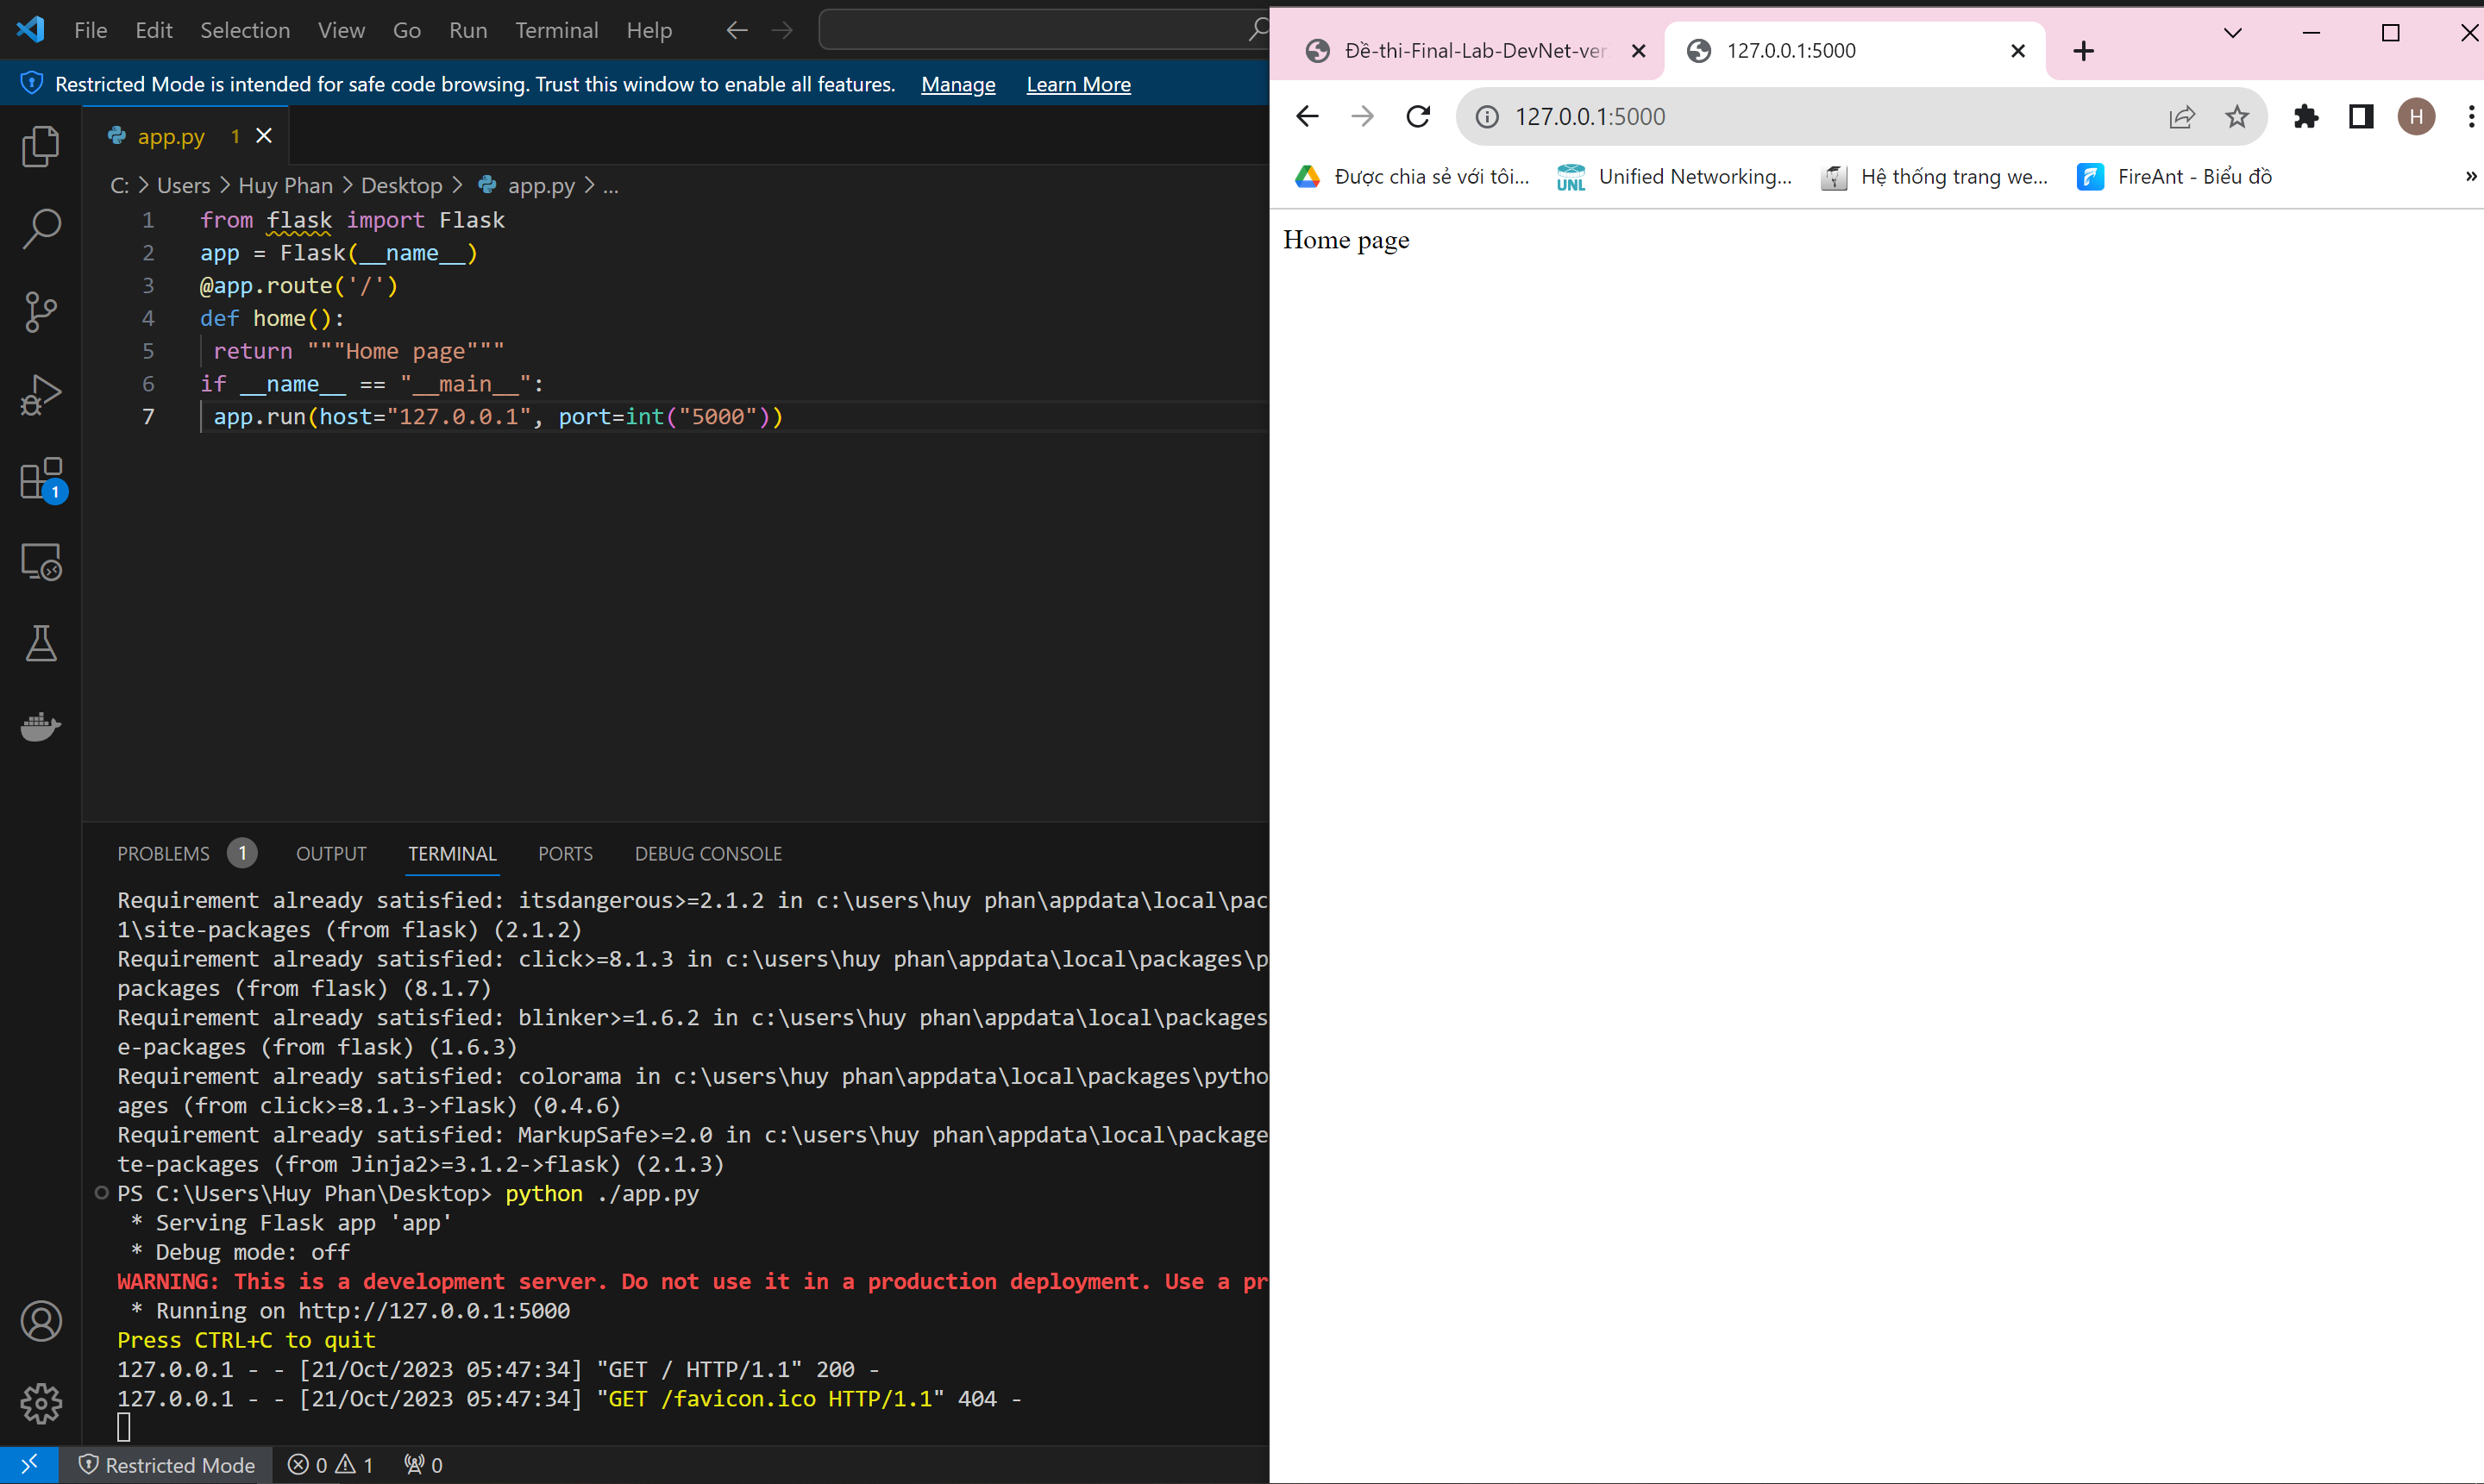 File Edit Selection View Go Run Terminal Help
Restricted Mode is intended for safe code browsing. Trust this window to enable all features. Manage Learn More
app.py 1
C: > Users > Huy Phan > Desktop > app.py > ...
1 from flask import Flask
2 app = Flask(__name__)
3 @app.route('/')
4 def home():
5  return """Home page"""
6 if __name__ == "__main__":
7  app.run(host="127.0.0.1", port=int("5000"))
1
PROBLEMS 1 OUTPUT TERMINAL PORTS DEBUG CONSOLE
Requirement already satisfied: itsdangerous>=2.1.2 in c:\users\huy phan\appdata\local\pac
1\site-packages (from flask) (2.1.2)
Requirement already satisfied: click>=8.1.3 in c:\users\huy phan\appdata\local\packages\p
packages (from flask) (8.1.7)
Requirement already satisfied: blinker>=1.6.2 in c:\users\huy phan\appdata\local\packages
e-packages (from flask) (1.6.3)
Requirement already satisfied: colorama in c:\users\huy phan\appdata\local\packages\pytho
ages (from click>=8.1.3->flask) (0.4.6)
Requirement already satisfied: MarkupSafe>=2.0 in c:\users\huy phan\appdata\local\package
te-packages (from Jinja2>=3.1.2->flask) (2.1.3)
PS C:\Users\Huy Phan\Desktop> python ./app.py
 * Serving Flask app 'app'
 * Debug mode: off
WARNING: This is a development server. Do not use it in a production deployment. Use a pr
 * Running on http://127.0.0.1:5000
Press CTRL+C to quit
127.0.0.1 - - [21/Oct/2023 05:47:34] "GET / HTTP/1.1" 200 -
127.0.0.1 - - [21/Oct/2023 05:47:34] "GET /favicon.ico HTTP/1.1" 404 -
Restricted Mode 0 1 0
Đề-thi-Final-Lab-DevNet-ver 127.0.0.1:5000
127.0.0.1:5000 H
Được chia sẻ với tôi... UNL Unified Networking... Hệ thống trang we... FireAnt - Biểu đồ »
Home page